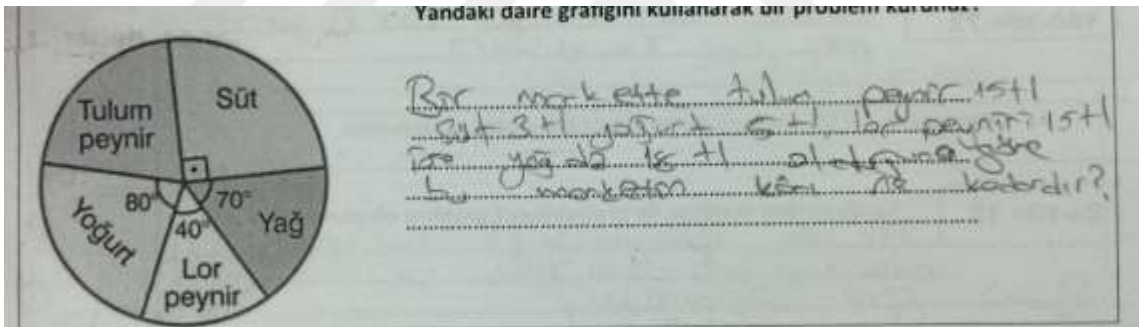 Yandaki daire grafiğini kullanarak bir problem kurunuz?
Tulum
peynir
Süt
80°
70°
40°
Yoğurt
Yağ
Lor
peynir
Bir markette tulum peynir 15 tl
süt 3 tl yoğurt 5 tl lor peyniri 15 tl
ise yağ da 18 tl olduğuna göre
bu marketin kârı ne kadardır?